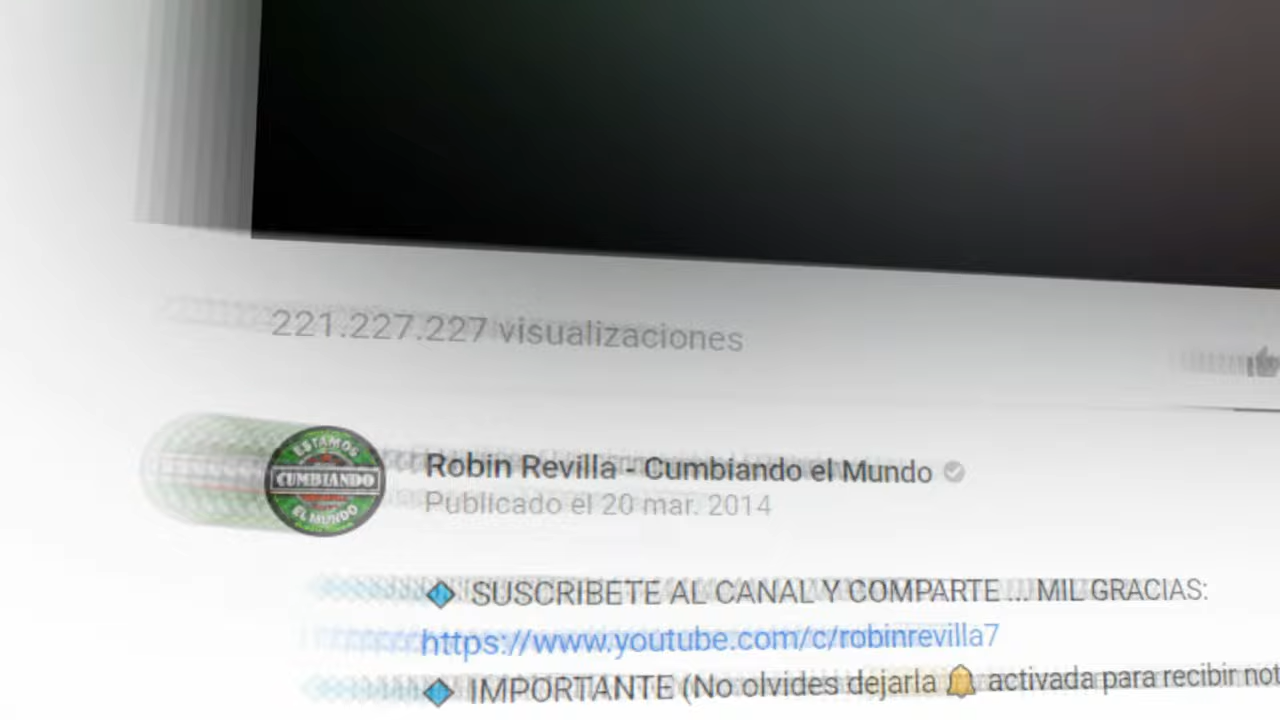 221.227.227 visualizaciones
ESTAMOS
CUMBIANDO
EL MUNDO
Robin Revilla - Cumbiando el Mundo
Publicado el 20 mar. 2014
🔷 SUSCRIBETE AL CANAL Y COMPARTE ... MIL GRACIAS:
https://www.youtube.com/c/robinrevilla7
🔷 IMPORTANTE (No olvides dejarla 🔔 activada para recibir not